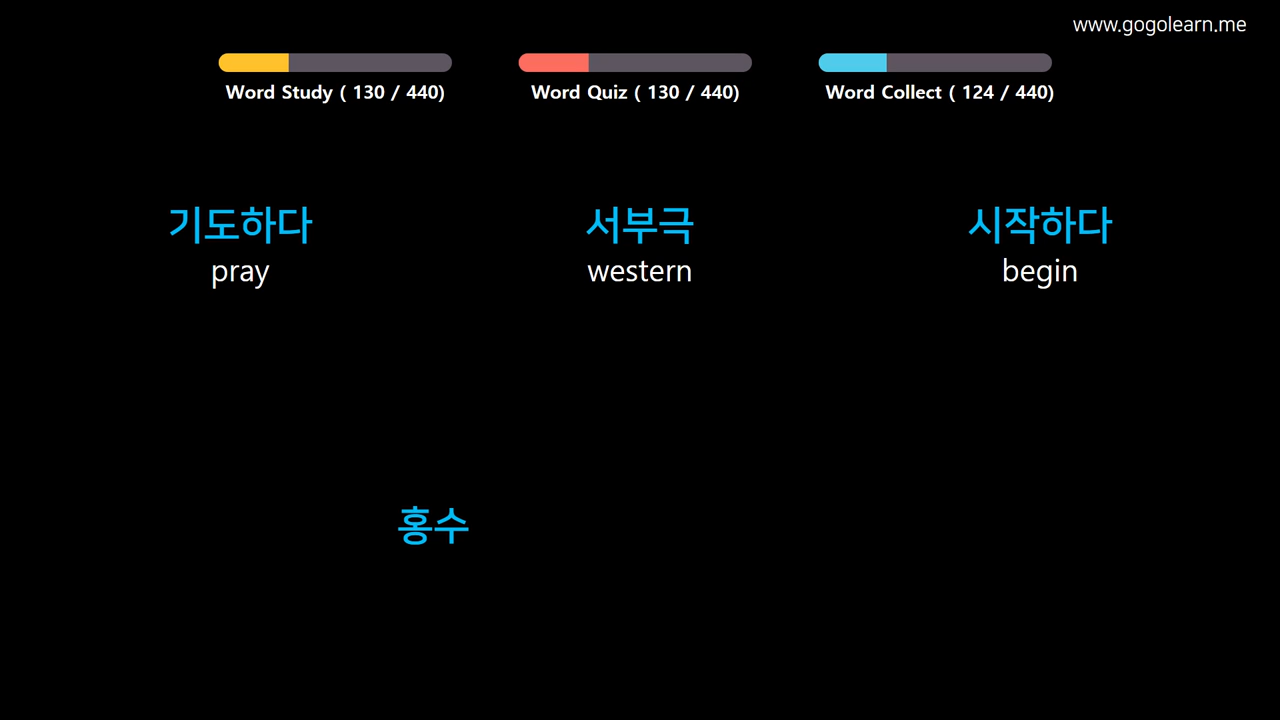 www.gogolearn.me
Word Study ( 130 / 440)
Word Quiz ( 130 / 440)
Word Collect ( 124 / 440)
기도하다
pray
서부극
western
시작하다
begin
홍수